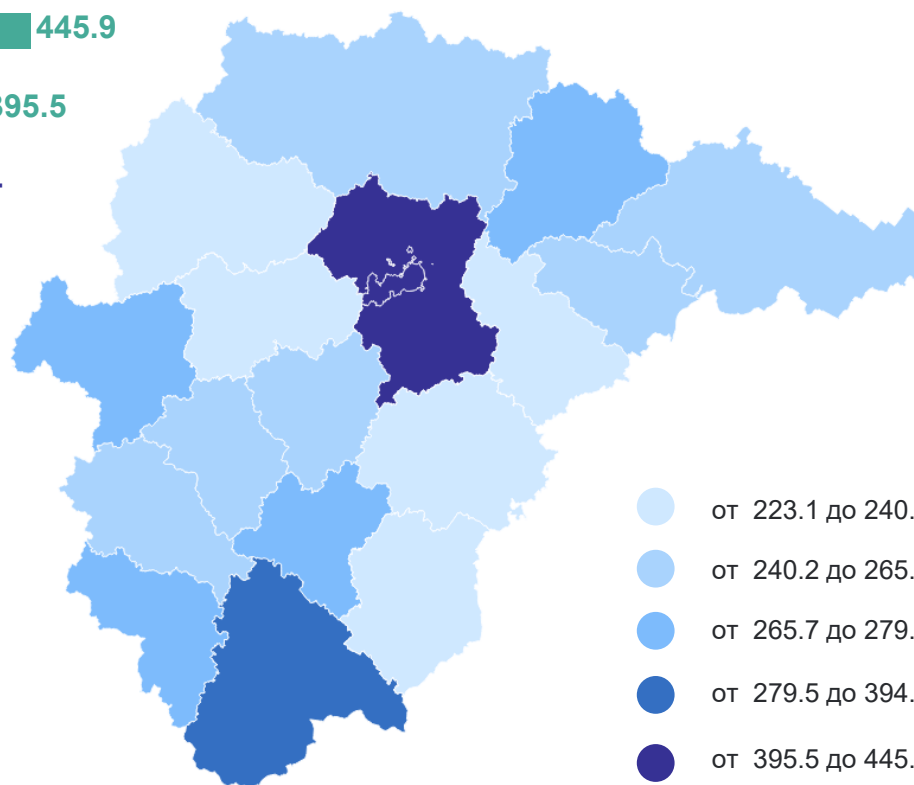 445.9
395.5
от 223.1 до 240.
от 240.2 до 265.
от 265.7 до 279.
от 279.5 до 394.
от 395.5 до 445.